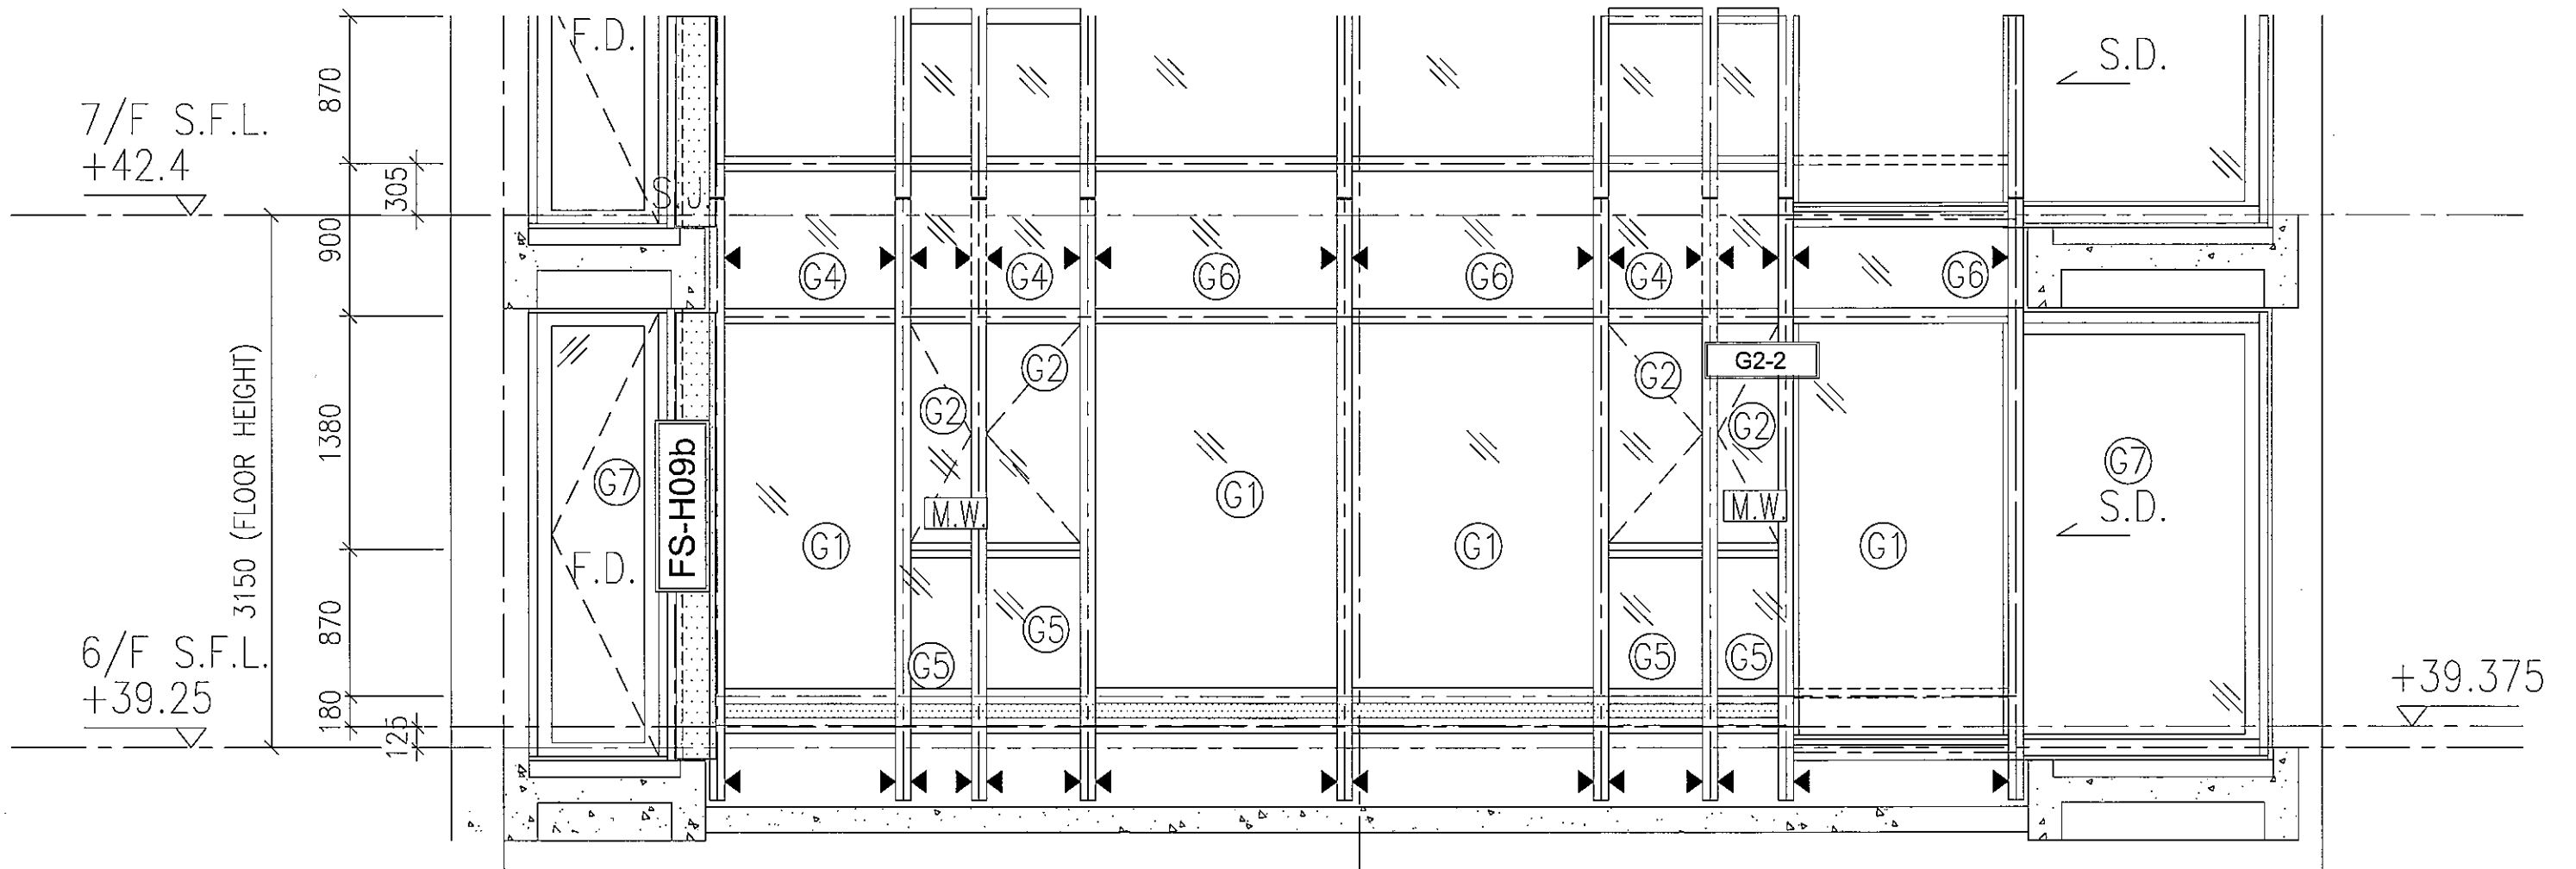 F.D.
S.D.
870
7/F S.F.L.
+42.4
305
S.J.
900
G4
G4
G6
G6
G4
G6
3150 (FLOOR HEIGHT)
1380
G2
G2
G2
G2-2
G2
FS-H09b
G7
G7
S.D.
M.W.
M.W.
G1
G1
G1
G1
F.D.
870
G5
G5
G5
G5
6/F S.F.L.
+39.25
180
125
+39.375